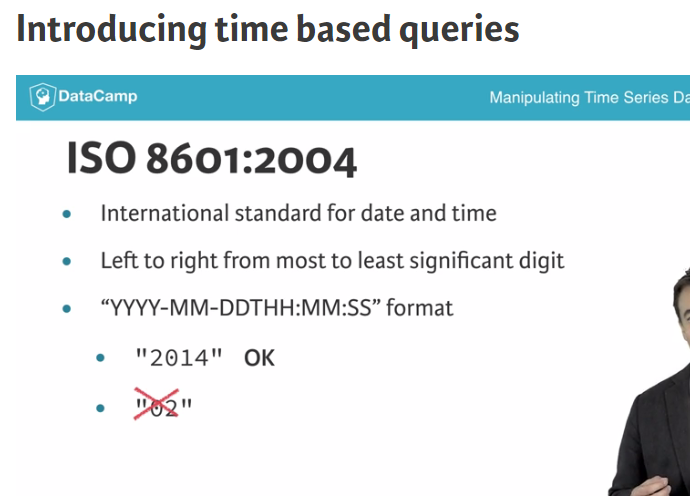 Introducing time based queries
DataCamp
Manipulating Time Series Da
ISO 8601:2004
International standard for date and time
Left to right from most to least significant digit
“YYYY-MM-DDTHH:MM:SS” format
"2014" OK
"02"